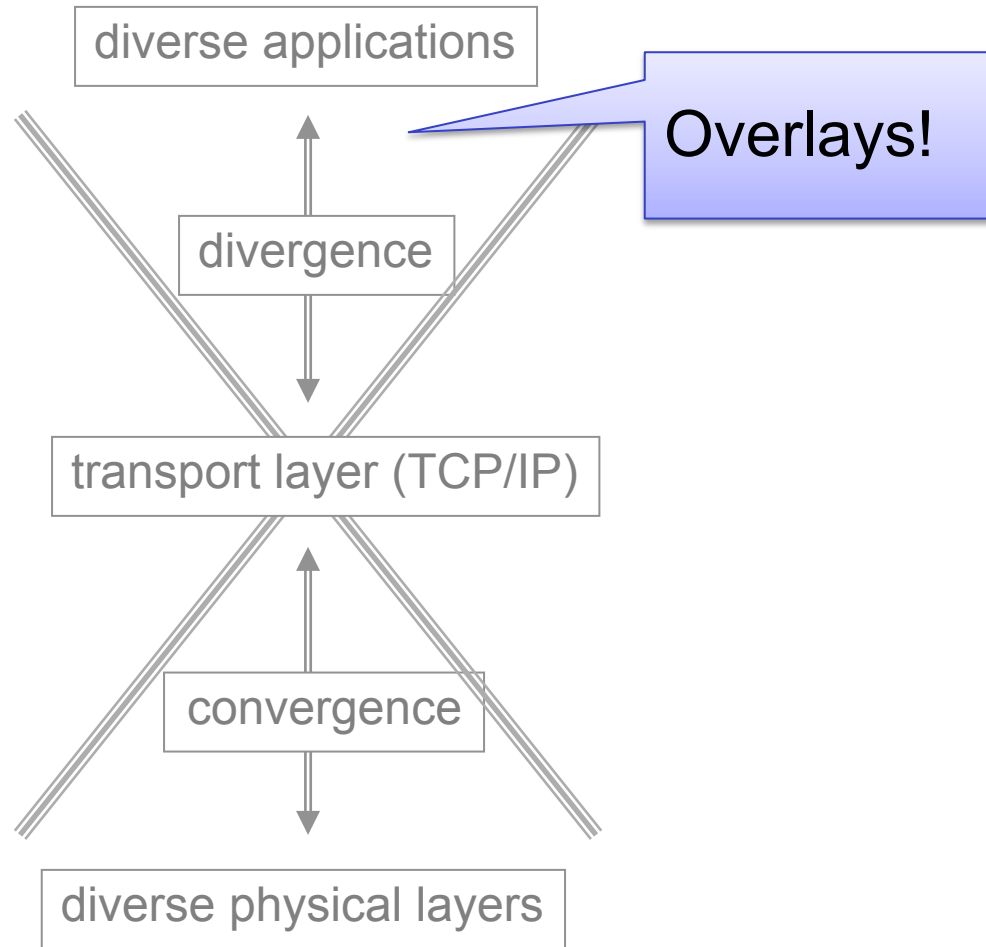 diverse applications
Overlays!
divergence
transport layer (TCP/IP)
convergence
diverse physical layers